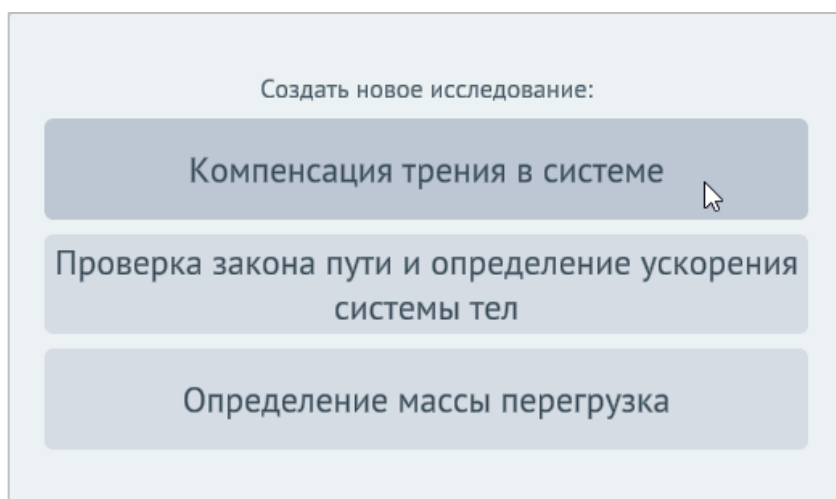 Создать новое исследование:
Компенсация трения в системе
Проверка закона пути и определение ускорения
системы тел
Определение массы перегрузка